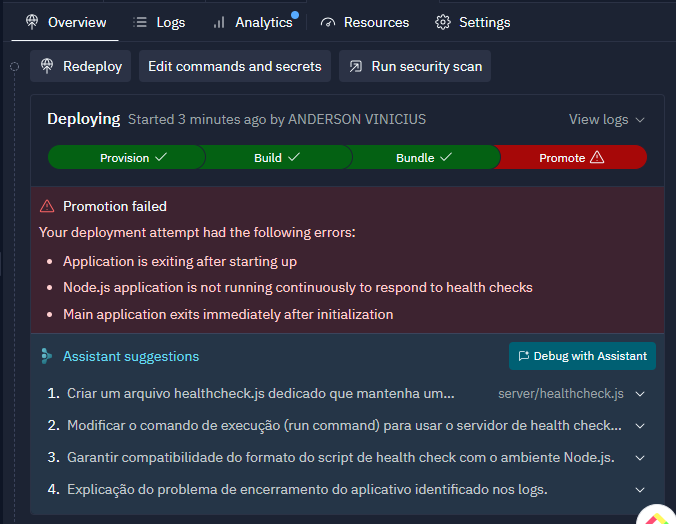 Overview Logs Analytics Resources Settings
Redeploy Edit commands and secrets Run security scan
Deploying Started 3 minutes ago by ANDERSON VINICIUS View logs
Provision Build Bundle Promote
Promotion failed
Your deployment attempt had the following errors:
• Application is exiting after starting up
• Node.js application is not running continuously to respond to health checks
• Main application exits immediately after initialization
Assistant suggestions Debug with Assistant
1. Criar um arquivo healthcheck.js dedicado que mantenha um... server/healthcheck.js
2. Modificar o comando de execução (run command) para usar o servidor de health check...
3. Garantir compatibilidade do formato do script de health check com o ambiente Node.js.
4. Explicação do problema de encerramento do aplicativo identificado nos logs.